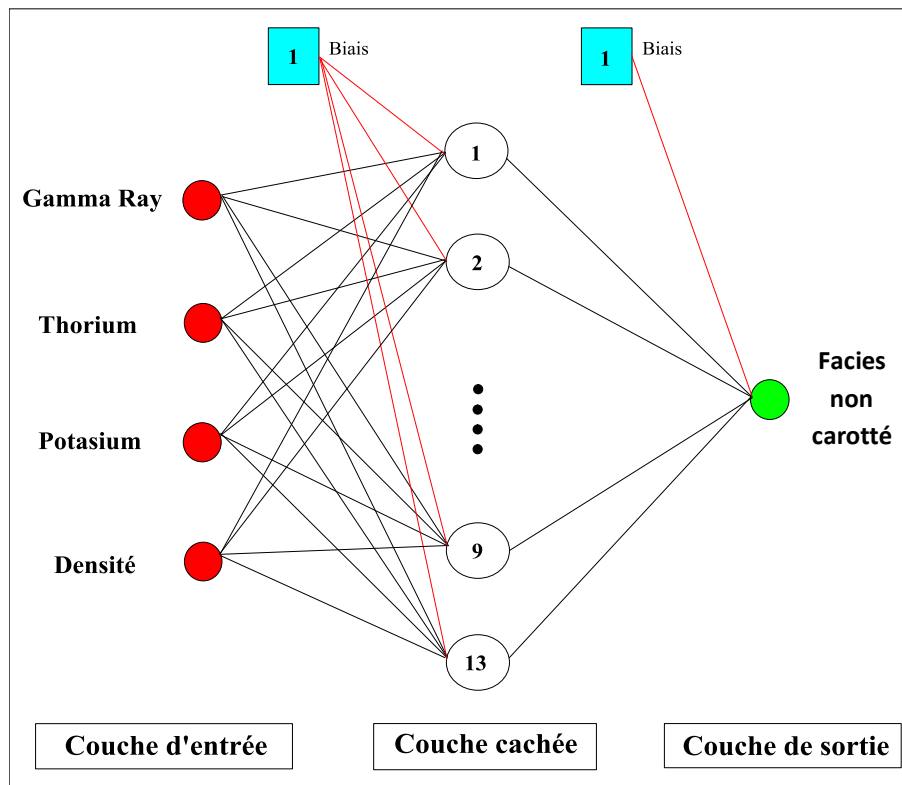 1 Biais
1 Biais
1
Gamma Ray
2
Thorium
Facies
non
carotté
Potasium
9
Densité
13
Couche d'entrée
Couche cachée
Couche de sortie